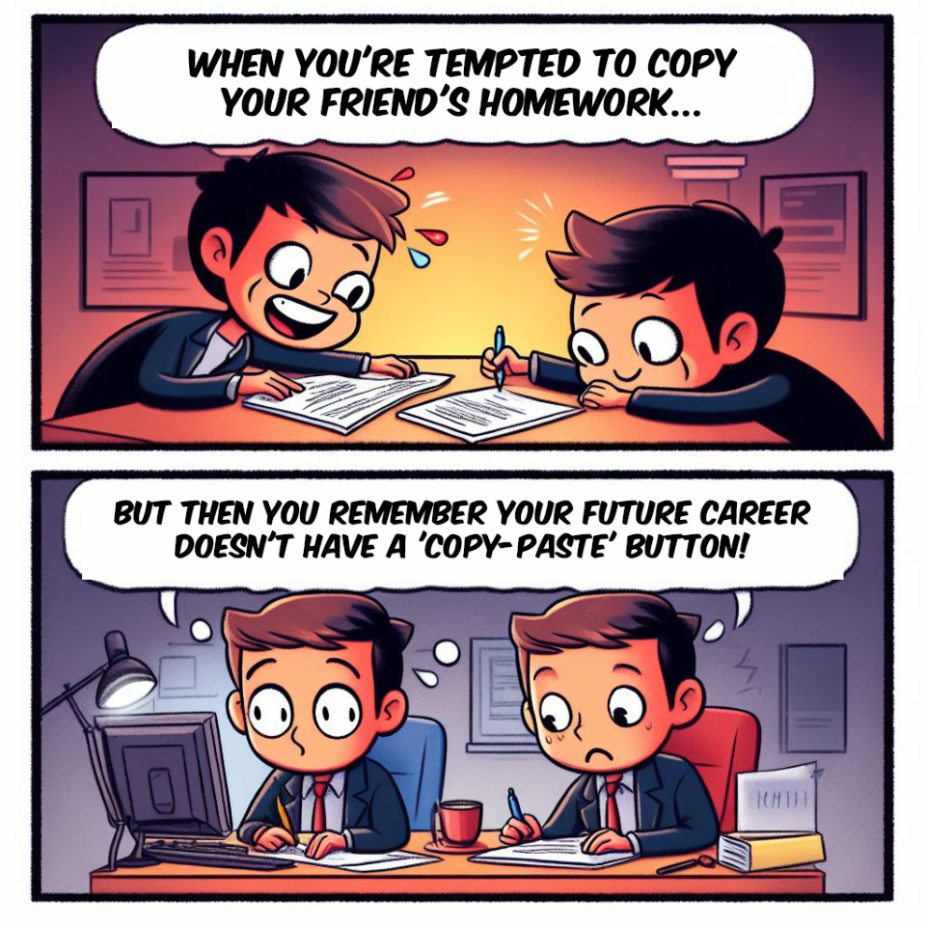 WHEN YOU'RE TEMPTED TO COPY
YOUR FRIEND'S HOMEWORK...
BUT THEN YOU REMEMBER YOUR FUTURE CAREER
DOESN'T HAVE A 'COPY-PASTE' BUTTON!